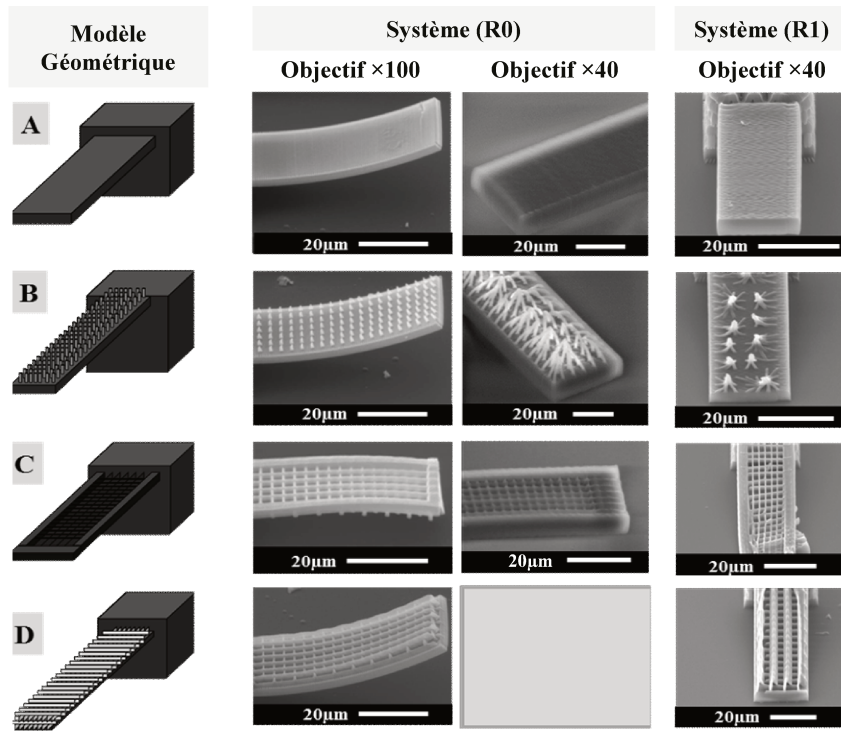 Modèle
Géométrique
Système (R0)
Système (R1)
Objectif ×100
Objectif ×40
Objectif ×40
A
20µm
20µm
20µm
B
20µm
20µm
20µm
C
20µm
20µm
20µm
D
20µm
20µm